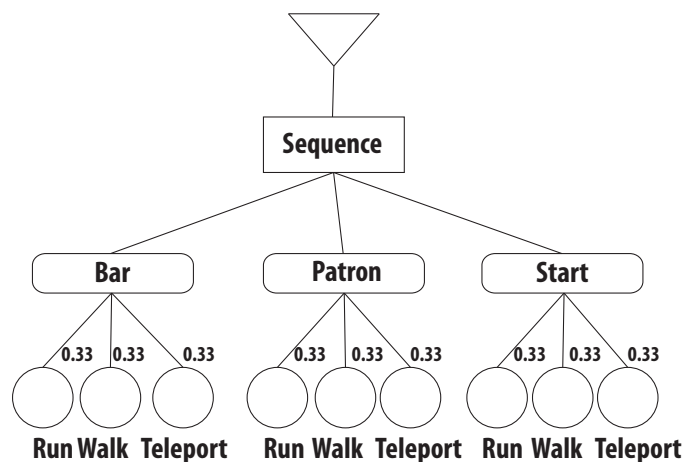 Sequence
Bar Patron Start
0.33 0.33 0.33 0.33 0.33 0.33 0.33 0.33 0.33
Run Walk Teleport Run Walk Teleport Run Walk Teleport